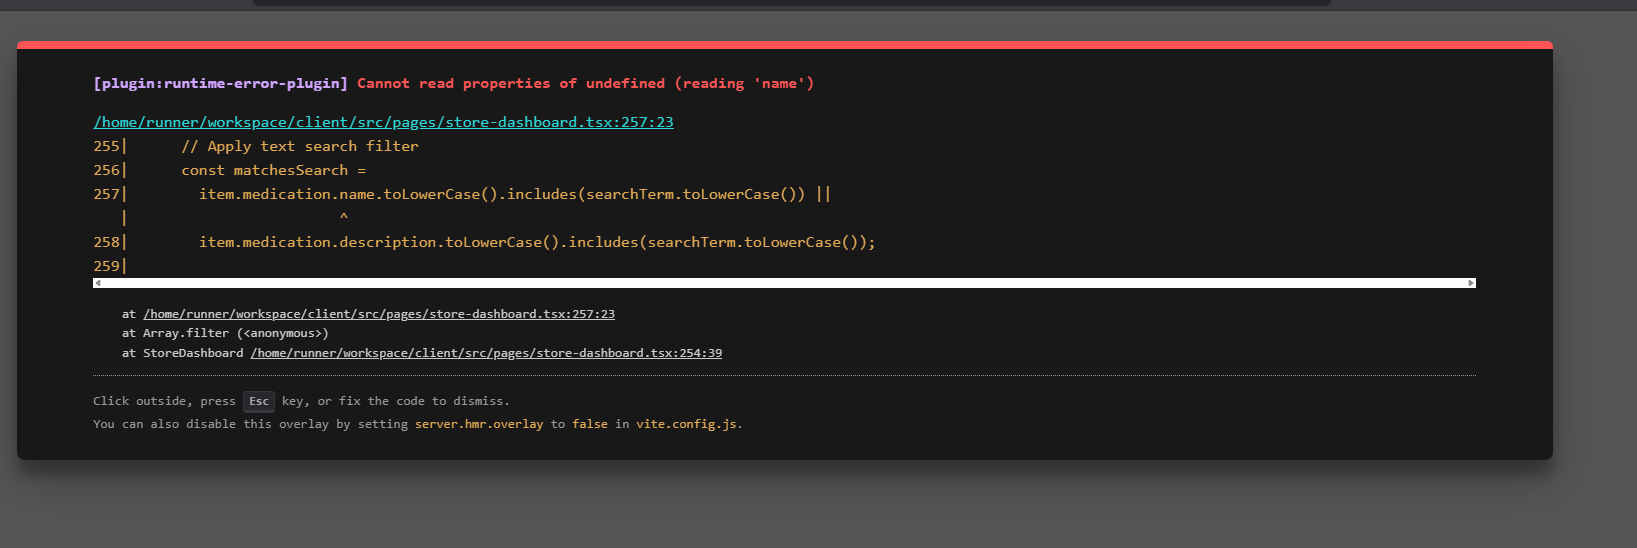 [plugin:runtime-error-plugin] Cannot read properties of undefined (reading 'name')
/home/runner/workspace/client/src/pages/store-dashboard.tsx:257:23
255|      // Apply text search filter
256|      const matchesSearch =
257|        item.medication.name.toLowerCase().includes(searchTerm.toLowerCase()) ||
   |                        ^
258|        item.medication.description.toLowerCase().includes(searchTerm.toLowerCase());
259|
at /home/runner/workspace/client/src/pages/store-dashboard.tsx:257:23
at Array.filter (<anonymous>)
at StoreDashboard /home/runner/workspace/client/src/pages/store-dashboard.tsx:254:39
Click outside, press Esc key, or fix the code to dismiss.
You can also disable this overlay by setting server.hmr.overlay to false in vite.config.js.